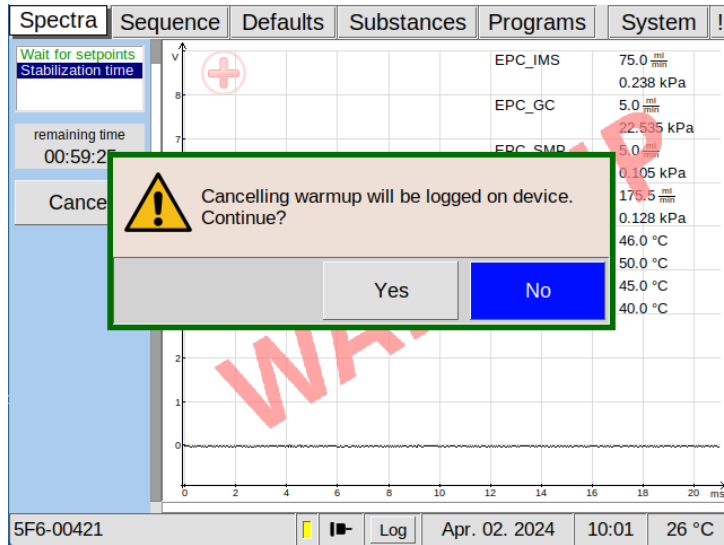 Spectra Sequence Defaults Substances Programs System !
Wait for setpoints
Stabilization time
remaining time
00:59:25
Cance
V
8
7
2
1
0
0 2 4 6 8 10 12 14 16 18 20 ms
EPC_IMS 75.0 ml/min
0.238 kPa
EPC_GC 5.0 ml/min
22.535 kPa
EPC_SMP 5.0 ml/min
0.105 kPa
175.5 ml/min
0.128 kPa
46.0 °C
50.0 °C
45.0 °C
40.0 °C
Cancelling warmup will be logged on device.
Continue?
Yes No
5F6-00421 Log Apr. 02. 2024 10:01 26 °C